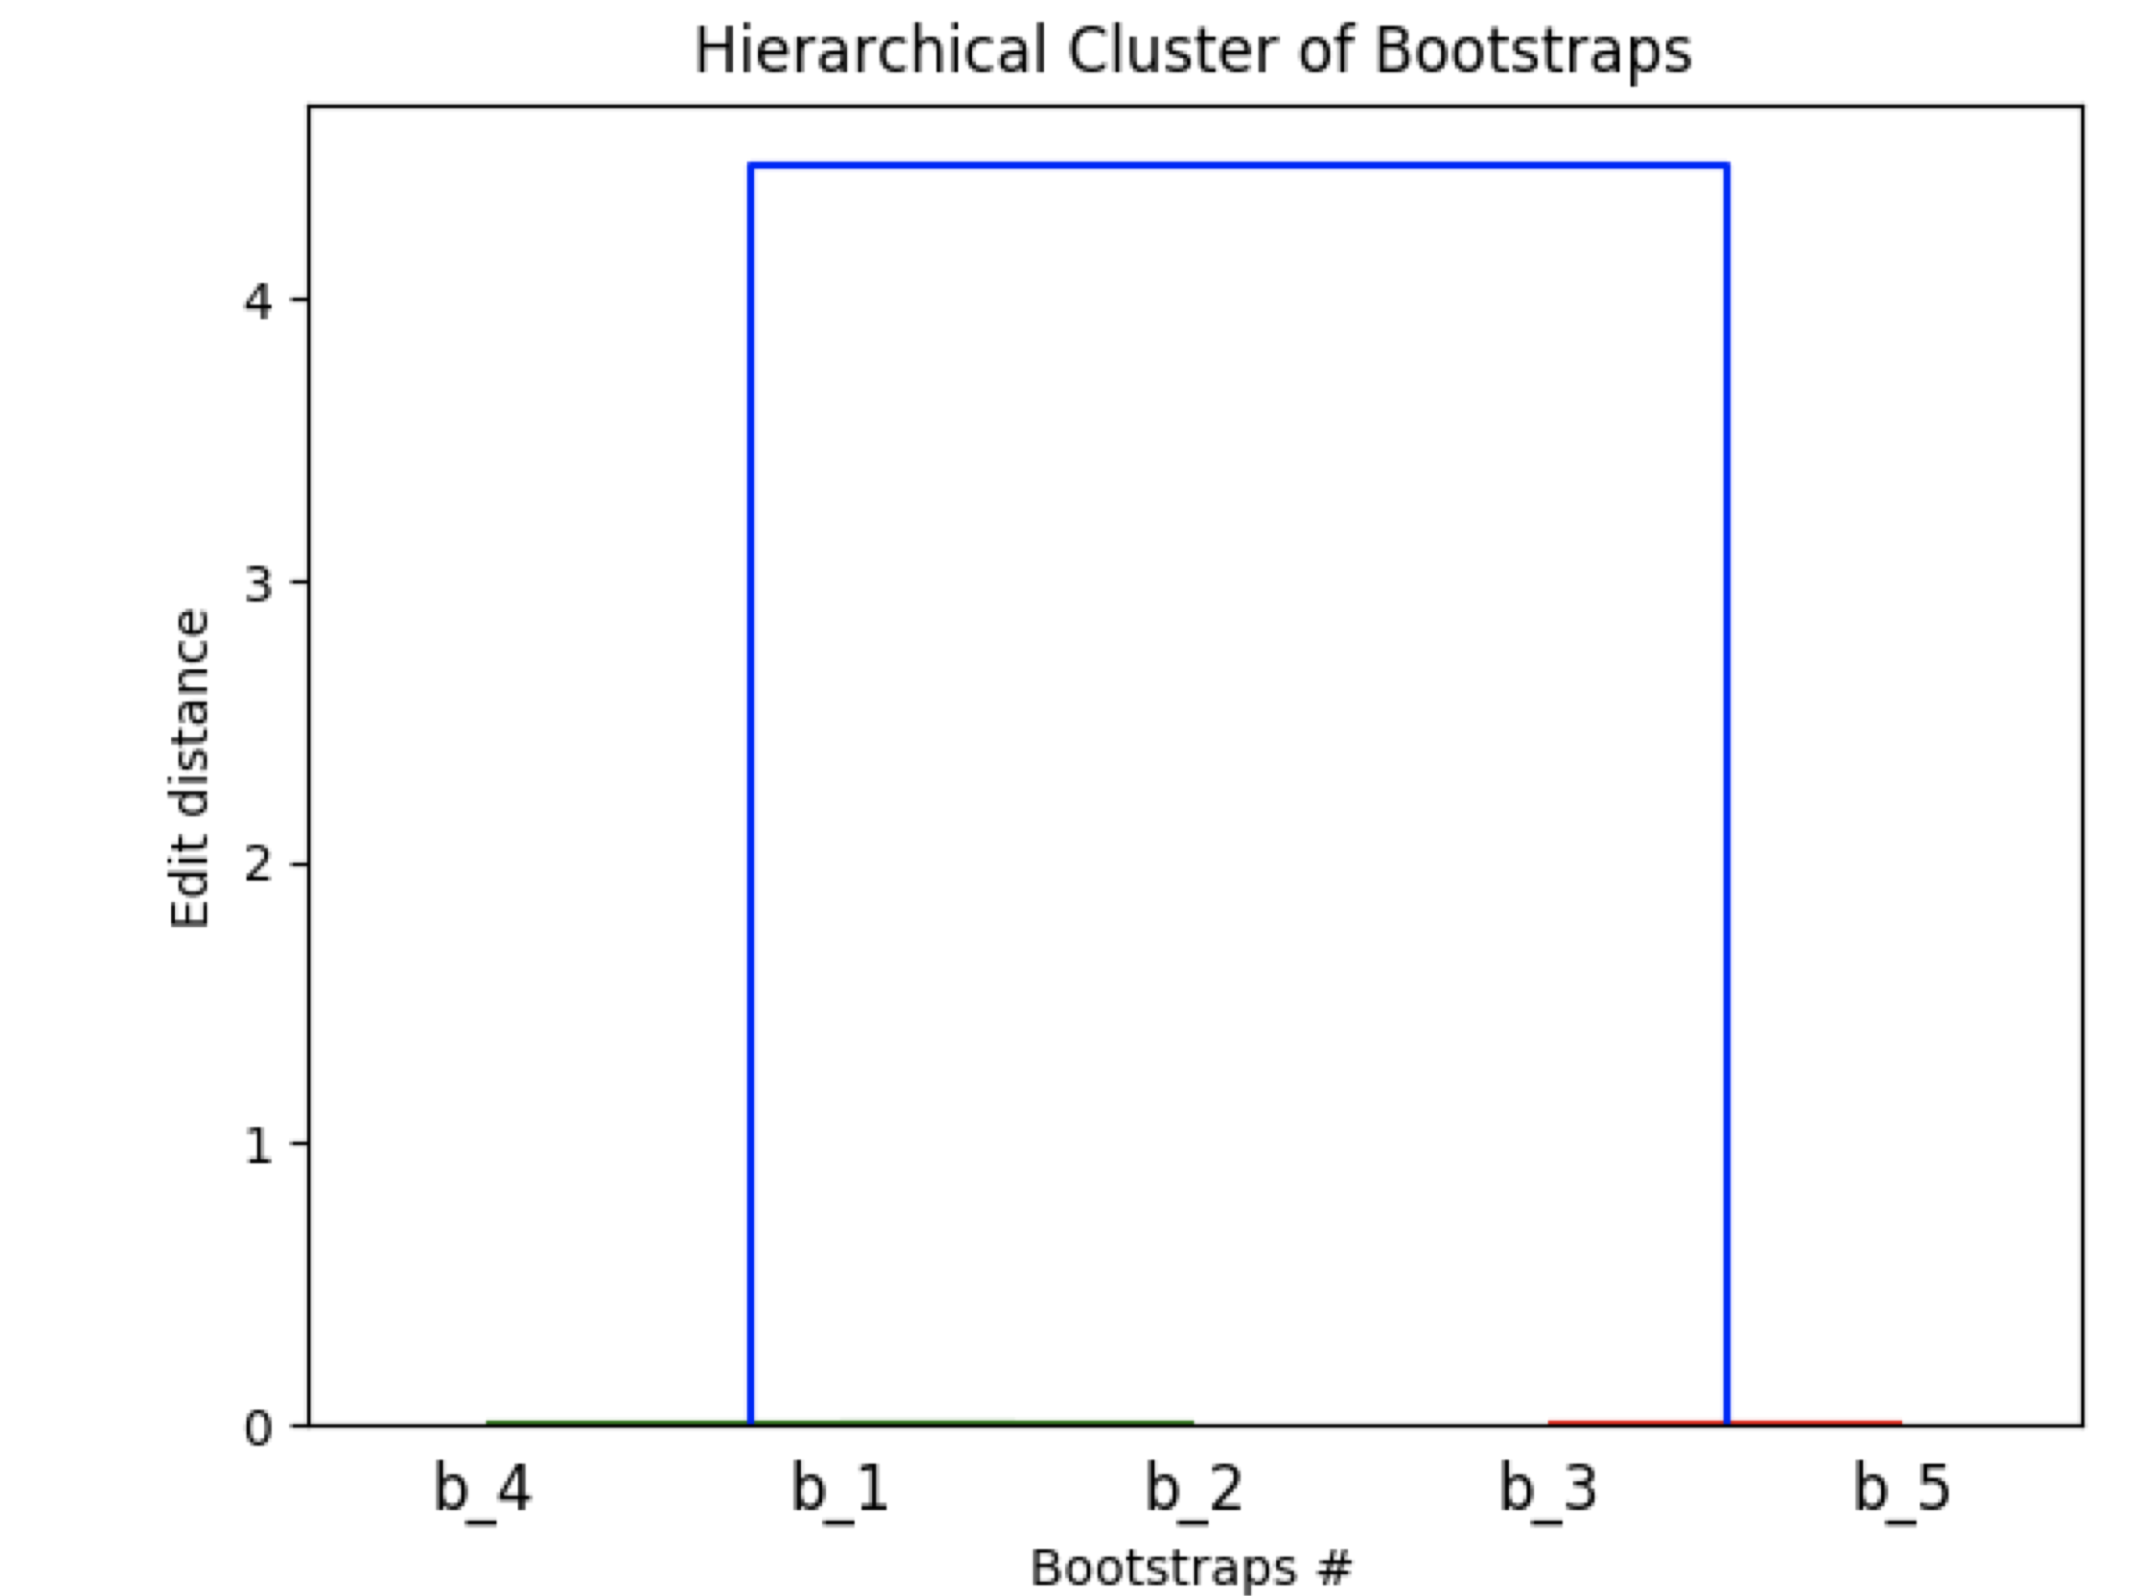 Hierarchical Cluster of Bootstraps
Edit distance
4
3
2
1
0
b_4 b_1 b_2 b_3 b_5
Bootstraps #